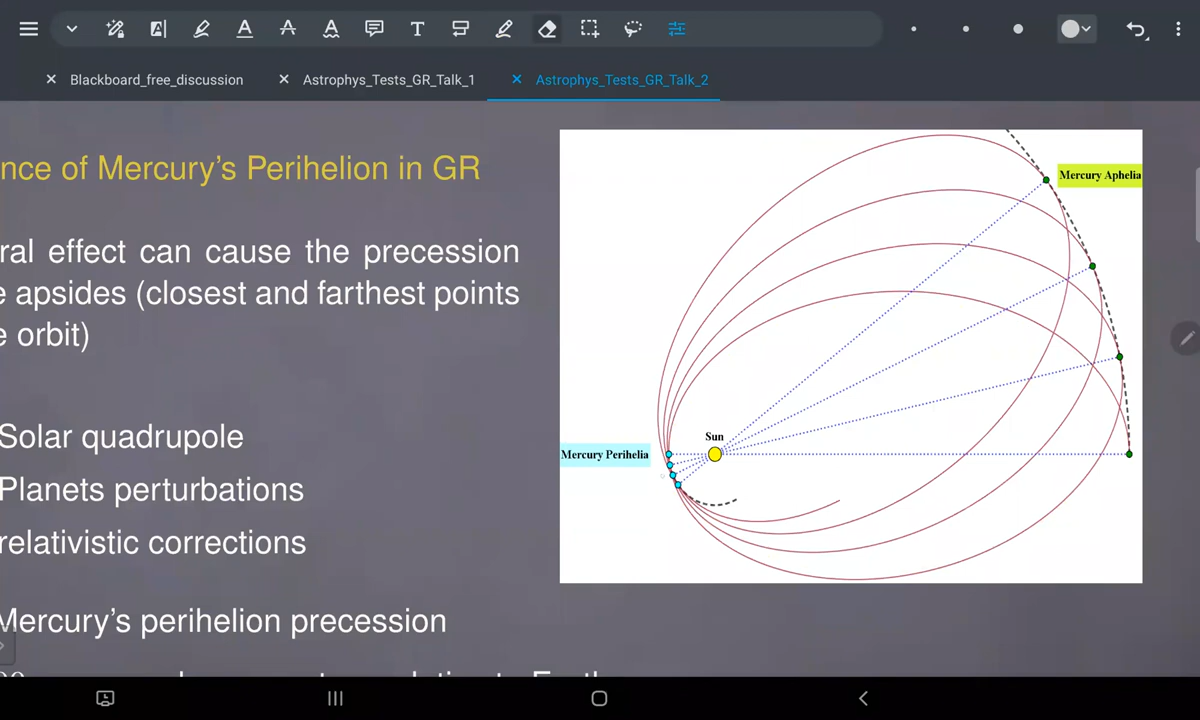 Blackboard_free_discussion
Astrophys_Tests_GR_Talk_1
Astrophys_Tests_GR_Talk_2
nce of Mercury's Perihelion in GR
ral effect can cause the precession
e apsides (closest and farthest points
e orbit)
Solar quadrupole
Planets perturbations
relativistic corrections
Mercury's perihelion precession
Mercury Aphelia
Sun
Mercury Perihelia